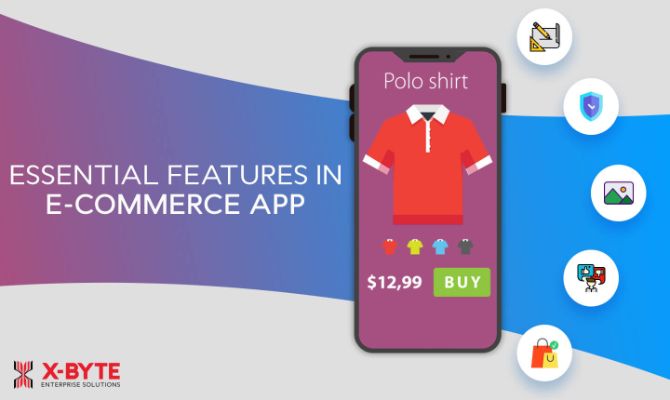 ESSENTIAL FEATURES IN
E-COMMERCE APP
Polo shirt
$12,99 BUY
X-BYTE
ENTERPRISE SOLUTIONS